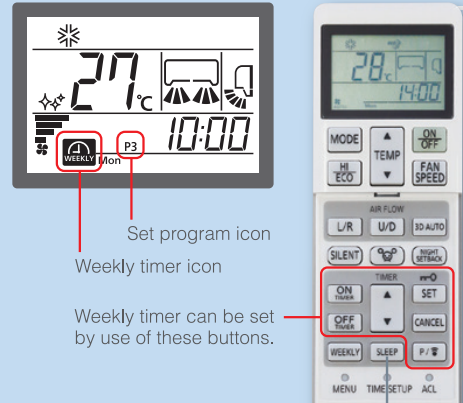 27°C
WEEKLY
Mon
P3
10:00
Set program icon
Weekly timer icon
Weekly timer can be set
by use of these buttons.
28°C
Mon
14:00
MODE
TEMP
ON
OFF
HI
ECO
FAN
SPEED
AIR FLOW
L/R
U/D
3D AUTO
SILENT
NIGHT
SETBACK
TIMER
ON
TIMER
SET
OFF
TIMER
CANCEL
WEEKLY
SLEEP
P/
MENU
TIME SETUP
ACL